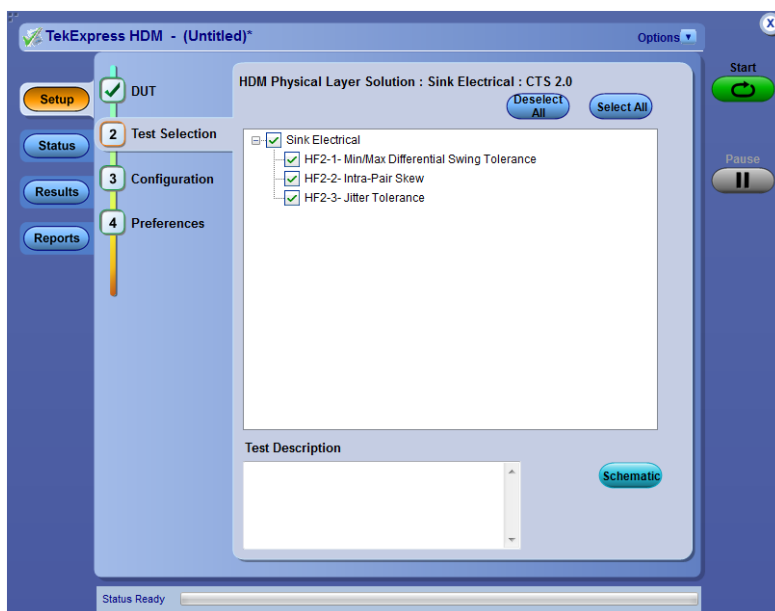 TekExpress HDM - (Untitled)*
Options
X
Setup
Status
Results
Reports
DUT
2 Test Selection
3 Configuration
4 Preferences
HDM Physical Layer Solution : Sink Electrical : CTS 2.0
Deselect All
Select All
Sink Electrical
HF2-1- Min/Max Differential Swing Tolerance
HF2-2- Intra-Pair Skew
HF2-3- Jitter Tolerance
Test Description
Schematic
Start
Pause
Status Ready